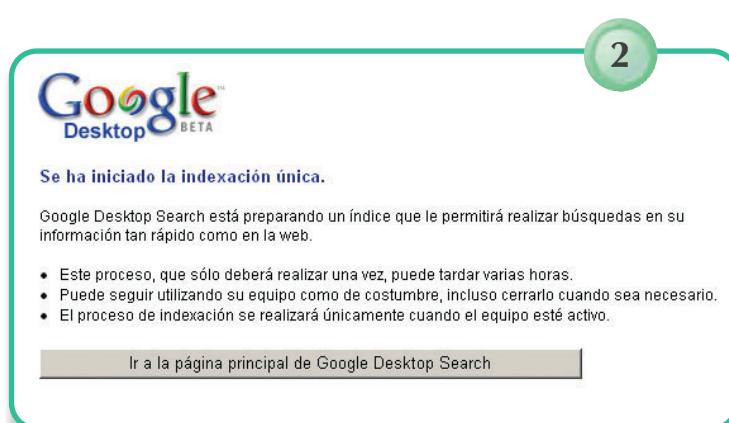 2
Google™
Desktop BETA
Se ha iniciado la indexación única.
Google Desktop Search está preparando un índice que le permitirá realizar búsquedas en su
información tan rápido como en la web.
• Este proceso, que sólo deberá realizar una vez, puede tardar varias horas.
• Puede seguir utilizando su equipo como de costumbre, incluso cerrarlo cuando sea necesario.
• El proceso de indexación se realizará únicamente cuando el equipo esté activo.
Ir a la página principal de Google Desktop Search